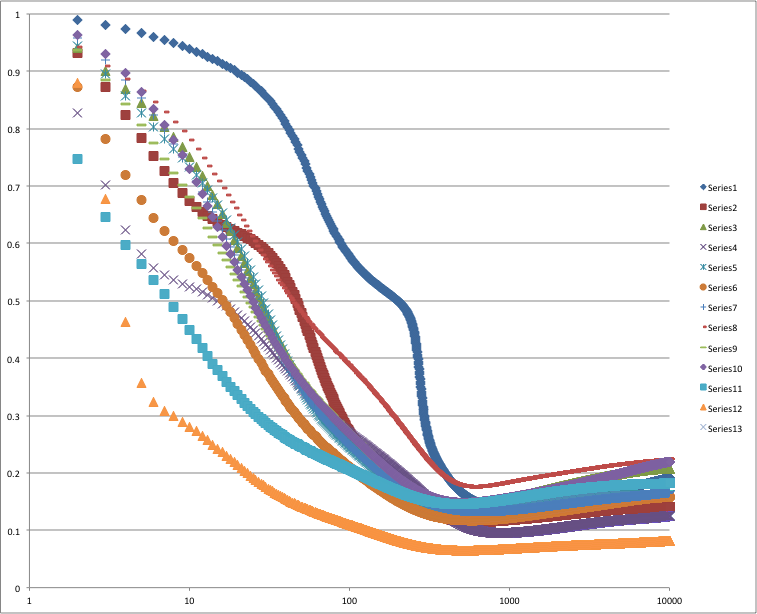 1
0.9
0.8
0.7
0.6
0.5
0.4
0.3
0.2
0.1
0
1 10 100 1000 10000
Series1
Series2
Series3
Series4
Series5
Series6
Series7
Series8
Series9
Series10
Series11
Series12
Series13